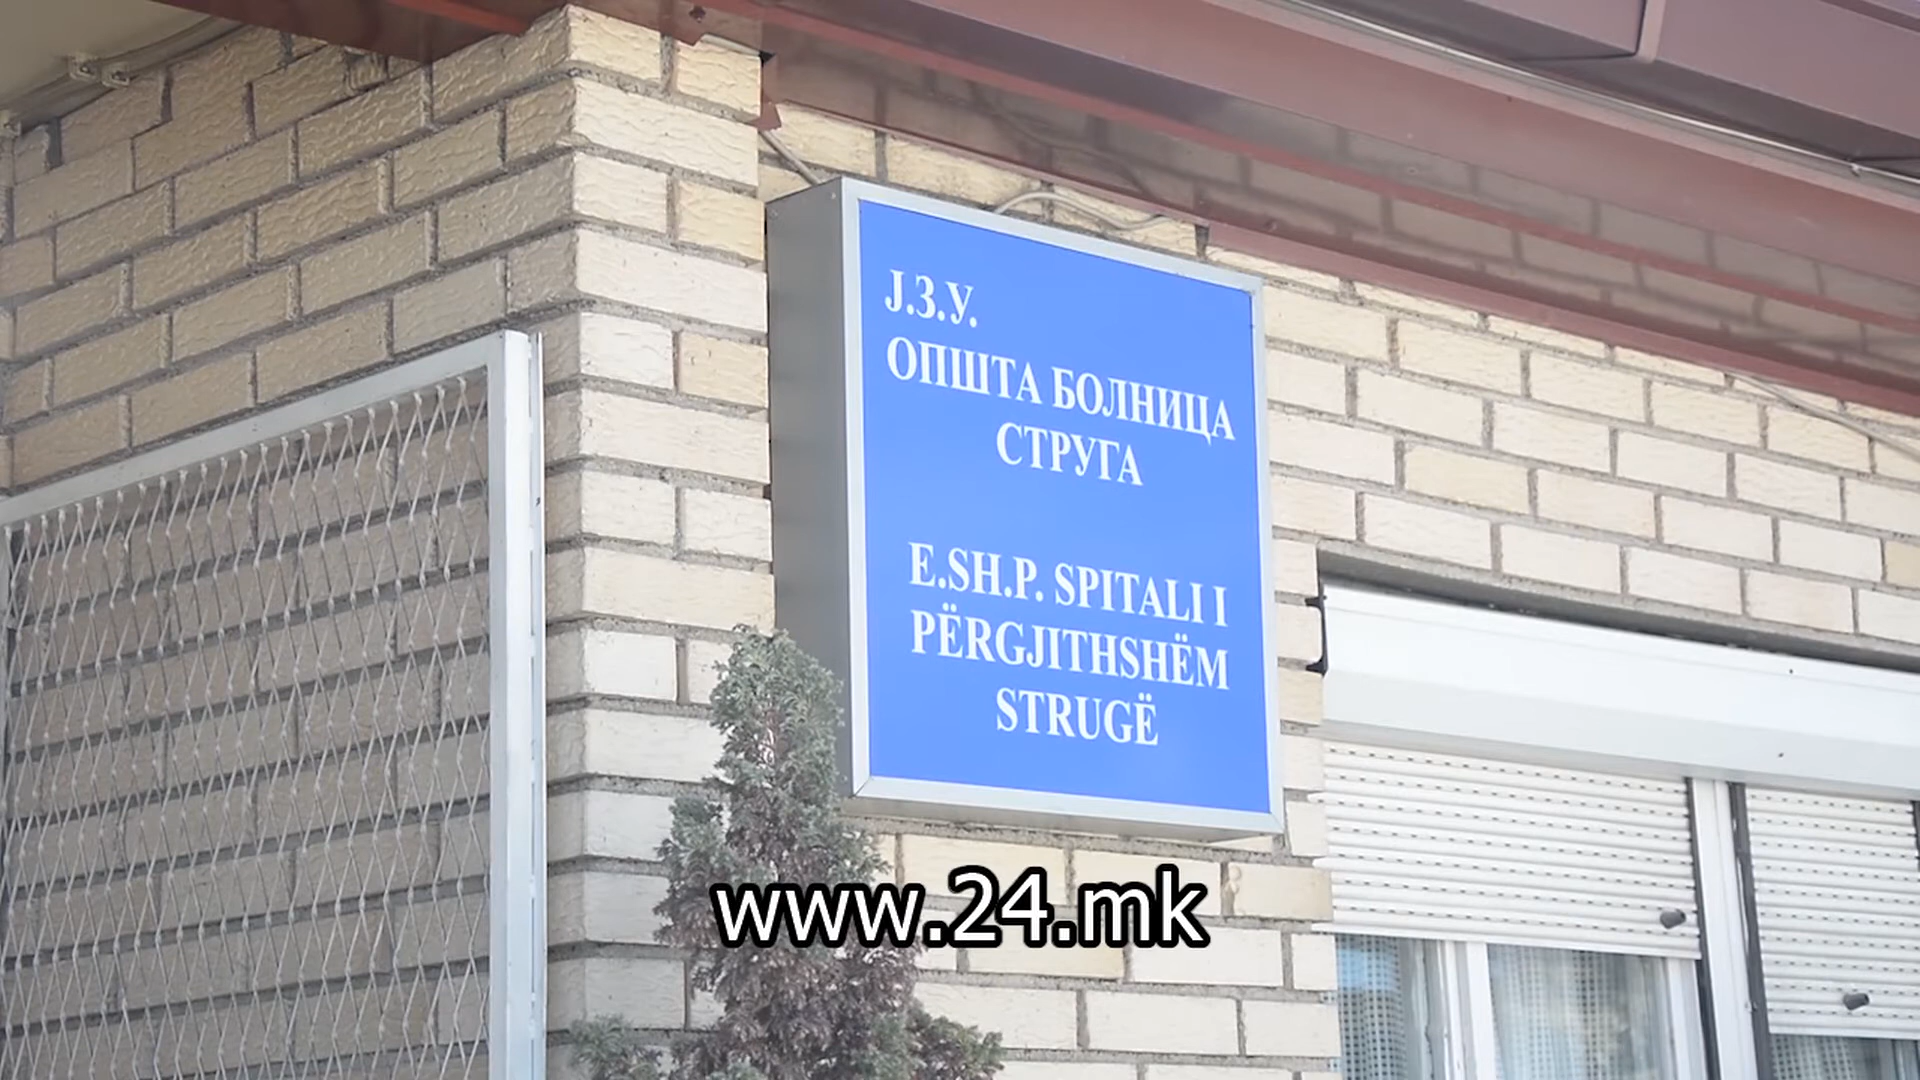 Ј.З.У.
ОПШТА БОЛНИЦА
СТРУГА
E.SH.P. SPITALI I
PËRGJITHSHËM
STRUGË
www.24.mk